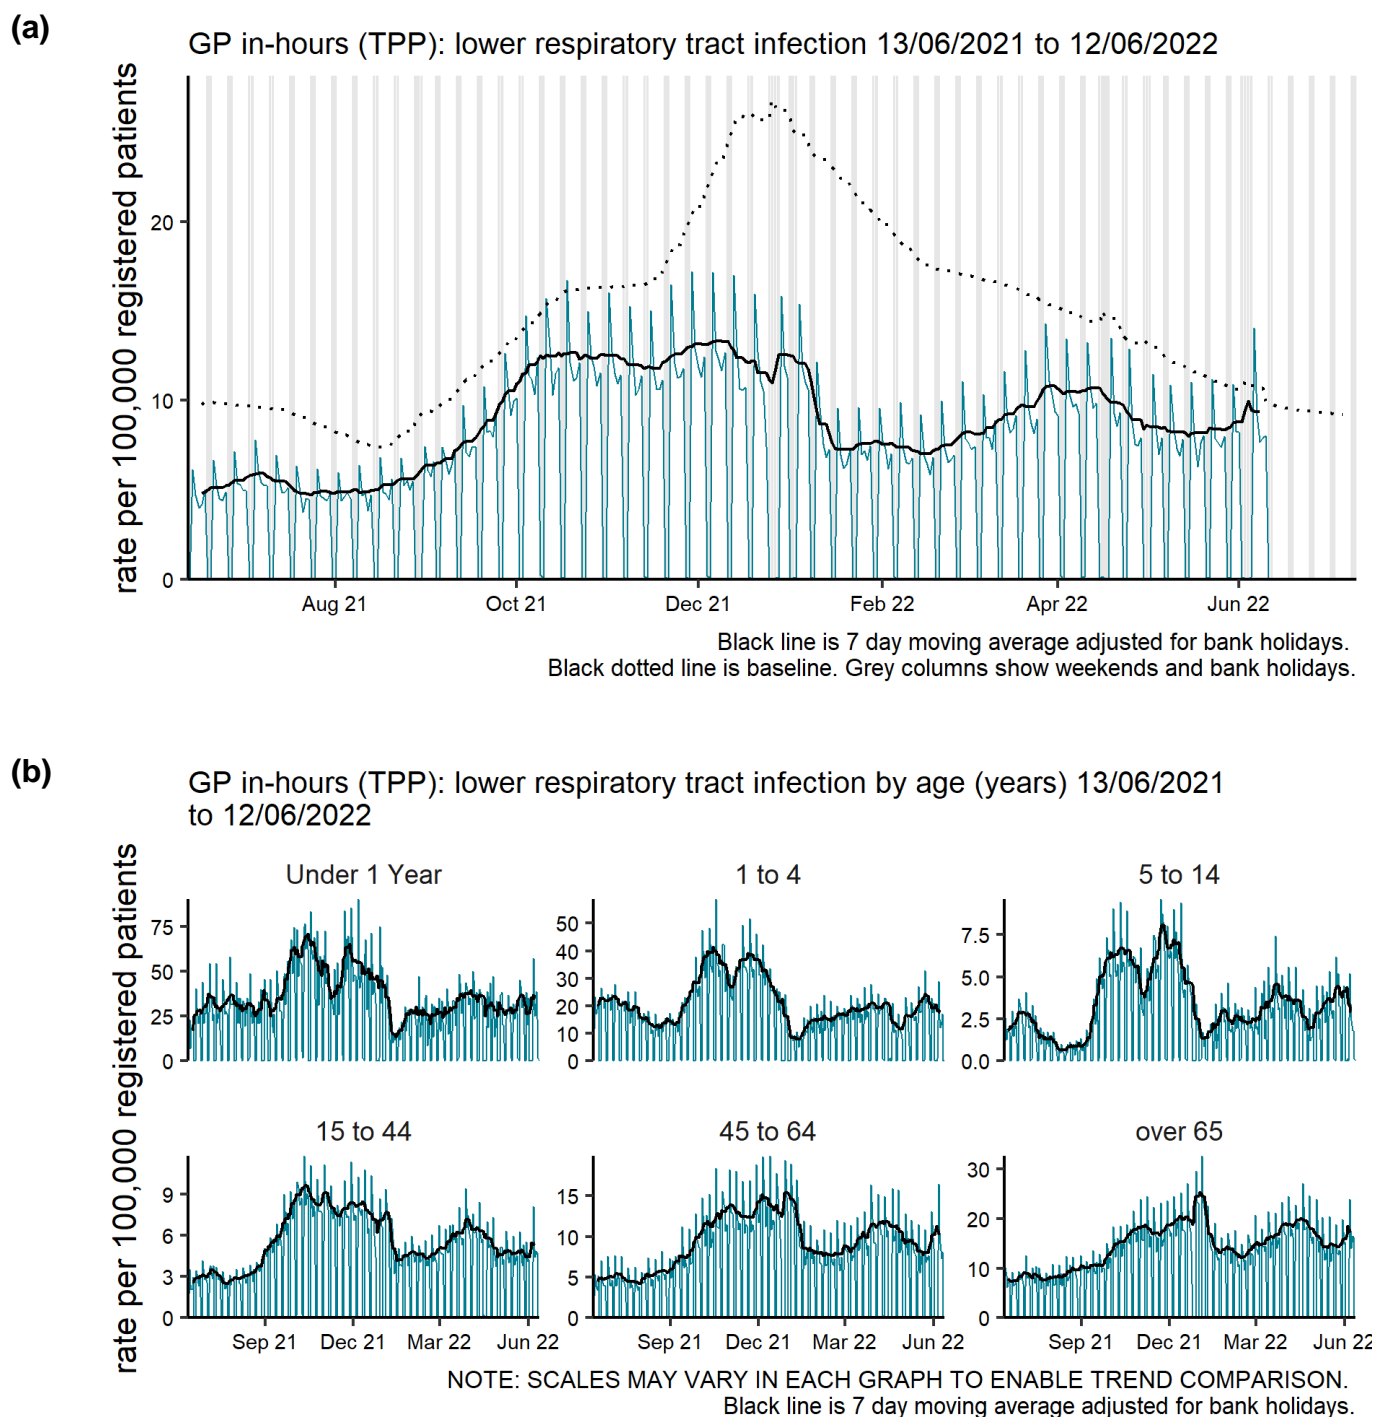 (a)
GP in-hours (TPP): lower respiratory tract infection 13/06/2021 to 12/06/2022
rate per 100,000 registered patients
20
10
0
Aug 21 Oct 21 Dec 21 Feb 22 Apr 22 Jun 22
Black line is 7 day moving average adjusted for bank holidays.
Black dotted line is baseline. Grey columns show weekends and bank holidays.
(b)
GP in-hours (TPP): lower respiratory tract infection by age (years) 13/06/2021
to 12/06/2022
rate per 100,000 registered patients
Under 1 Year
75
50
25
0
1 to 4
50
40
30
20
10
0
5 to 14
7.5
5.0
2.5
0.0
15 to 44
9
6
3
0
Sep 21 Dec 21 Mar 22 Jun 22
45 to 64
15
10
5
0
Sep 21 Dec 21 Mar 22 Jun 22
over 65
30
20
10
0
Sep 21 Dec 21 Mar 22 Jun 22
NOTE: SCALES MAY VARY IN EACH GRAPH TO ENABLE TREND COMPARISON.
Black line is 7 day moving average adjusted for bank holidays.